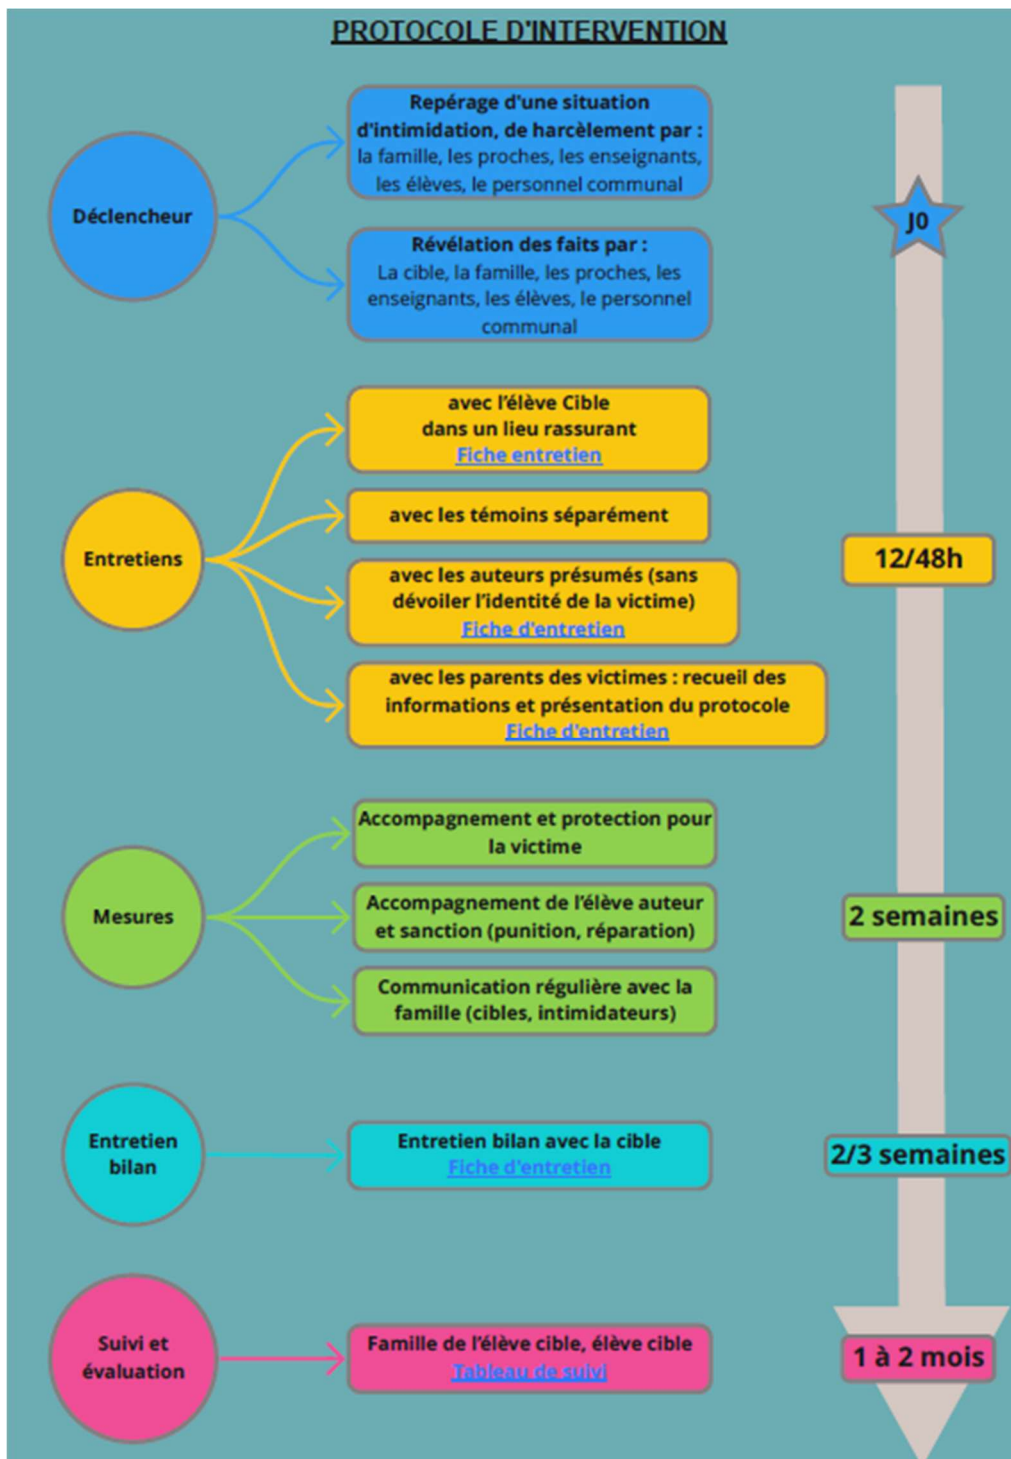 PROTOCOLE D'INTERVENTION
Déclencheur
Repérage d'une situation
d'intimidation, de harcèlement par :
la famille, les proches, les enseignants,
les élèves, le personnel communal
Révélation des faits par :
La cible, la famille, les proches, les
enseignants, les élèves, le personnel
communal
J0
Entretiens
avec l'élève Cible
dans un lieu rassurant
Fiche entretien
avec les témoins séparément
avec les auteurs présumés (sans
dévoiler l'identité de la victime)
Fiche d'entretien
avec les parents des victimes : recueil des
informations et présentation du protocole
Fiche d'entretien
12/48h
Mesures
Accompagnement et protection pour
la victime
Accompagnement de l'élève auteur
et sanction (punition, réparation)
Communication régulière avec la
famille (cibles, intimidateurs)
2 semaines
Entretien
bilan
Entretien bilan avec la cible
Fiche d'entretien
2/3 semaines
Suivi et
évaluation
Famille de l'élève cible, élève cible
Tableau de suivi
1 à 2 mois